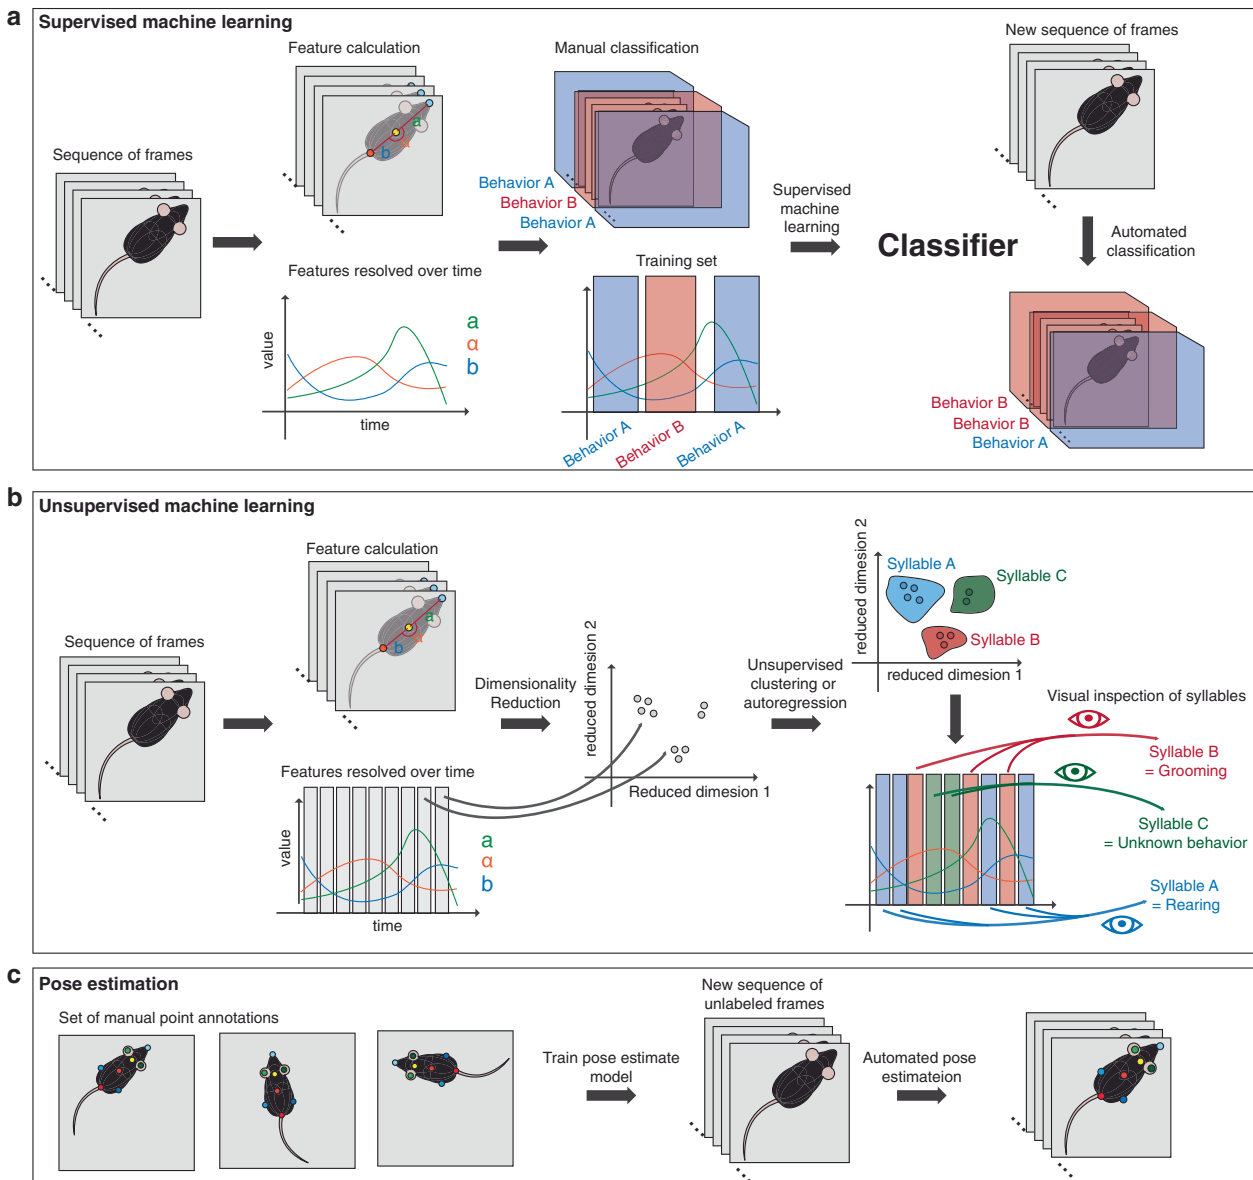 a
Supervised machine learning
Sequence of frames
Feature calculation
a
α
b
Features resolved over time
value
time
a
α
b
Manual classification
Behavior A
Behavior B
Behavior A
Training set
Behavior A
Behavior B
Behavior A
Supervised
machine
learning
Classifier
New sequence of frames
Automated
classification
Behavior B
Behavior B
Behavior A
b
Unsupervised machine learning
Sequence of frames
Feature calculation
a
α
b
Features resolved over time
value
time
a
α
b
Dimensionality
Reduction
reduced dimesion 2
Reduced dimesion 1
Unsupervised
clustering or
autoregression
reduced dimesion 2
reduced dimesion 1
Syllable A
Syllable C
Syllable B
Visual inspection of syllables
Syllable B
= Grooming
Syllable C
= Unknown behavior
Syllable A
= Rearing
c
Pose estimation
Set of manual point annotations
Train pose estimate
model
New sequence of
unlabeled frames
Automated pose
estimateion